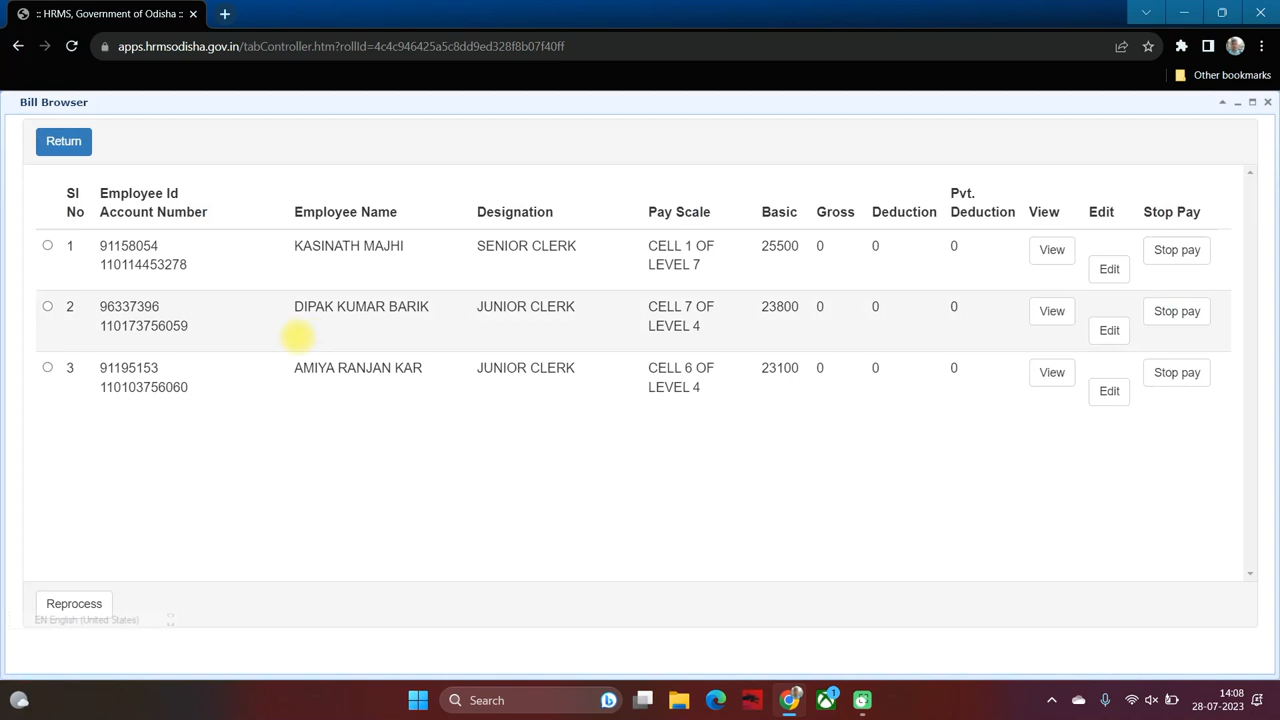 :: HRMS, Government of Odisha ::
apps.hrmsodisha.gov.in/tabController.htm?rollId=4c4c946425a5c8dd9ed328f8b07f40ff
Other bookmarks
Bill Browser
Return
Sl No Employee Id Account Number Employee Name Designation Pay Scale Basic Gross Deduction Pvt. Deduction View Edit Stop Pay
1 91158054 KASINATH MAJHI SENIOR CLERK CELL 1 OF 25500 0 0 0 View Stop pay
110114453278 LEVEL 7 Edit
2 96337396 DIPAK KUMAR BARIK JUNIOR CLERK CELL 7 OF 23800 0 0 0 View Stop pay
110173756059 LEVEL 4 Edit
3 91195153 AMIYA RANJAN KAR JUNIOR CLERK CELL 6 OF 23100 0 0 0 View Stop pay
110103756060 LEVEL 4 Edit
Reprocess
EN English (United States)
Search
1
14:08
28-07-2023